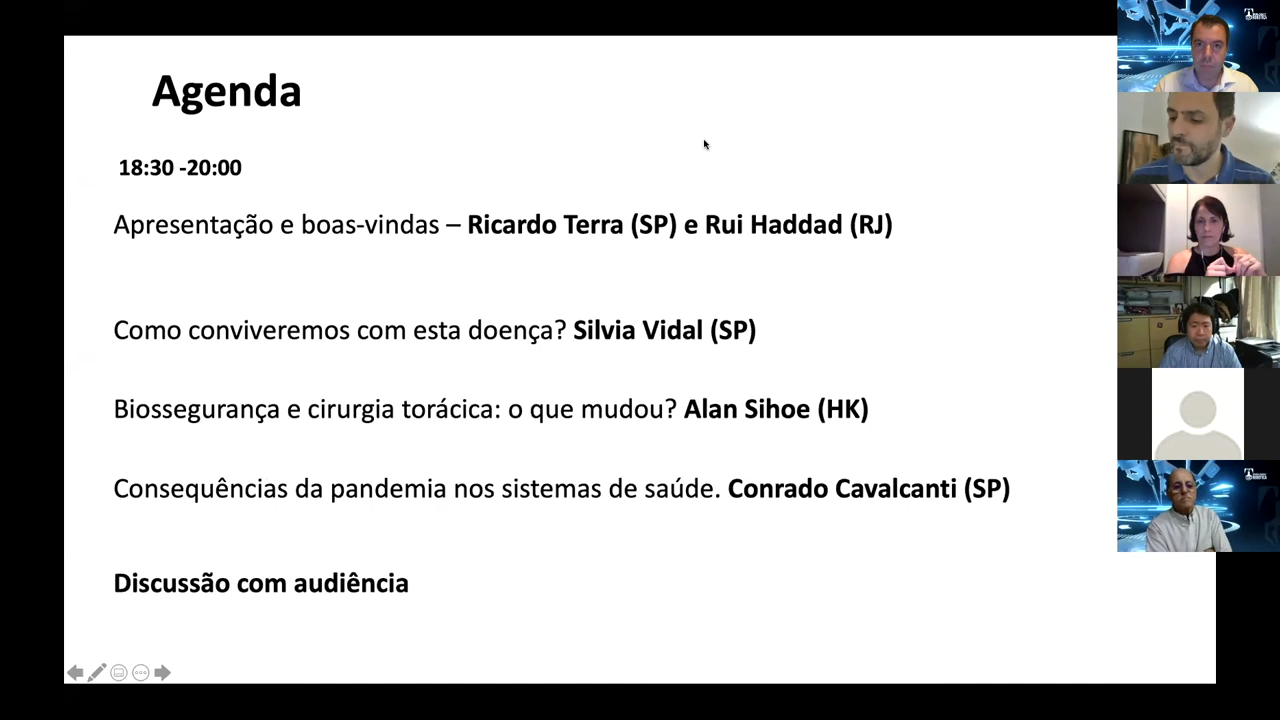 Agenda
18:30 -20:00
Apresentação e boas-vindas – Ricardo Terra (SP) e Rui Haddad (RJ)
Como conviveremos com esta doença? Silvia Vidal (SP)
Biossegurança e cirurgia torácica: o que mudou? Alan Sihoe (HK)
Consequências da pandemia nos sistemas de saúde. Conrado Cavalcanti (SP)
Discussão com audiência